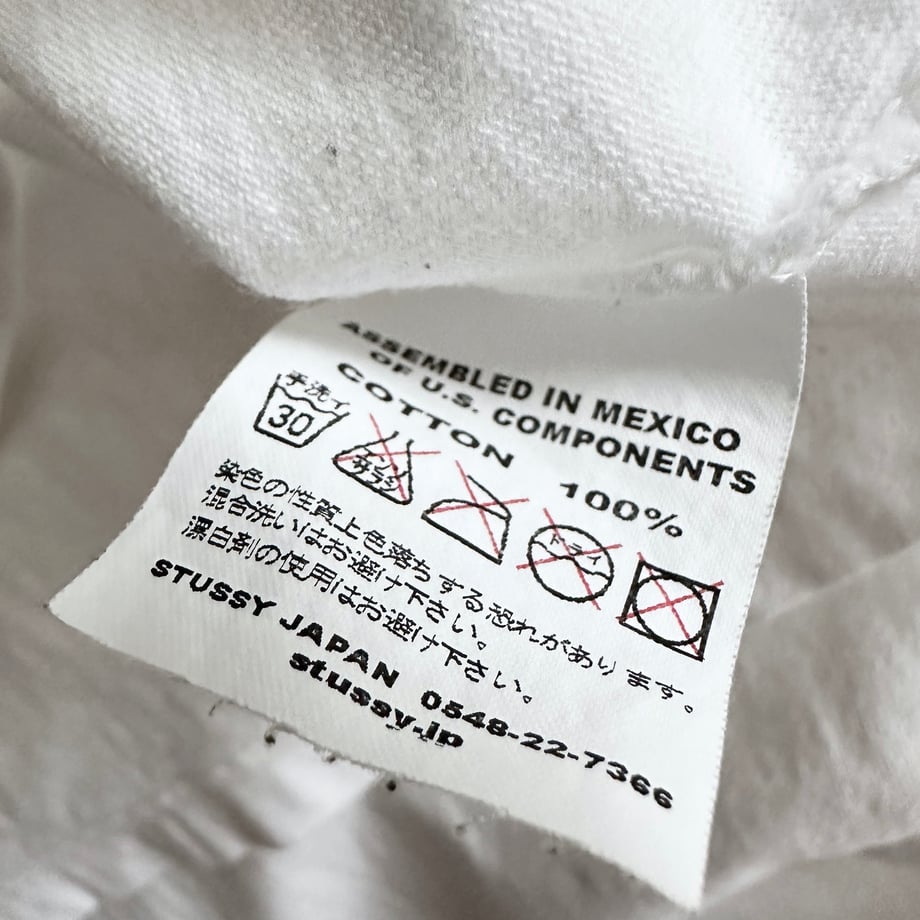 ASSEMBLED IN MEXICO
OF U.S. COMPONENTS
COTTON 100%
手洗イ
30
エンソ
サラシ
ドライ
染色の性質上色落ちする恐れがあります。
混合洗いはお避け下さい。
漂白剤の使用はお避け下さい。
STUSSY JAPAN 0548-22-7366
stussy.jp